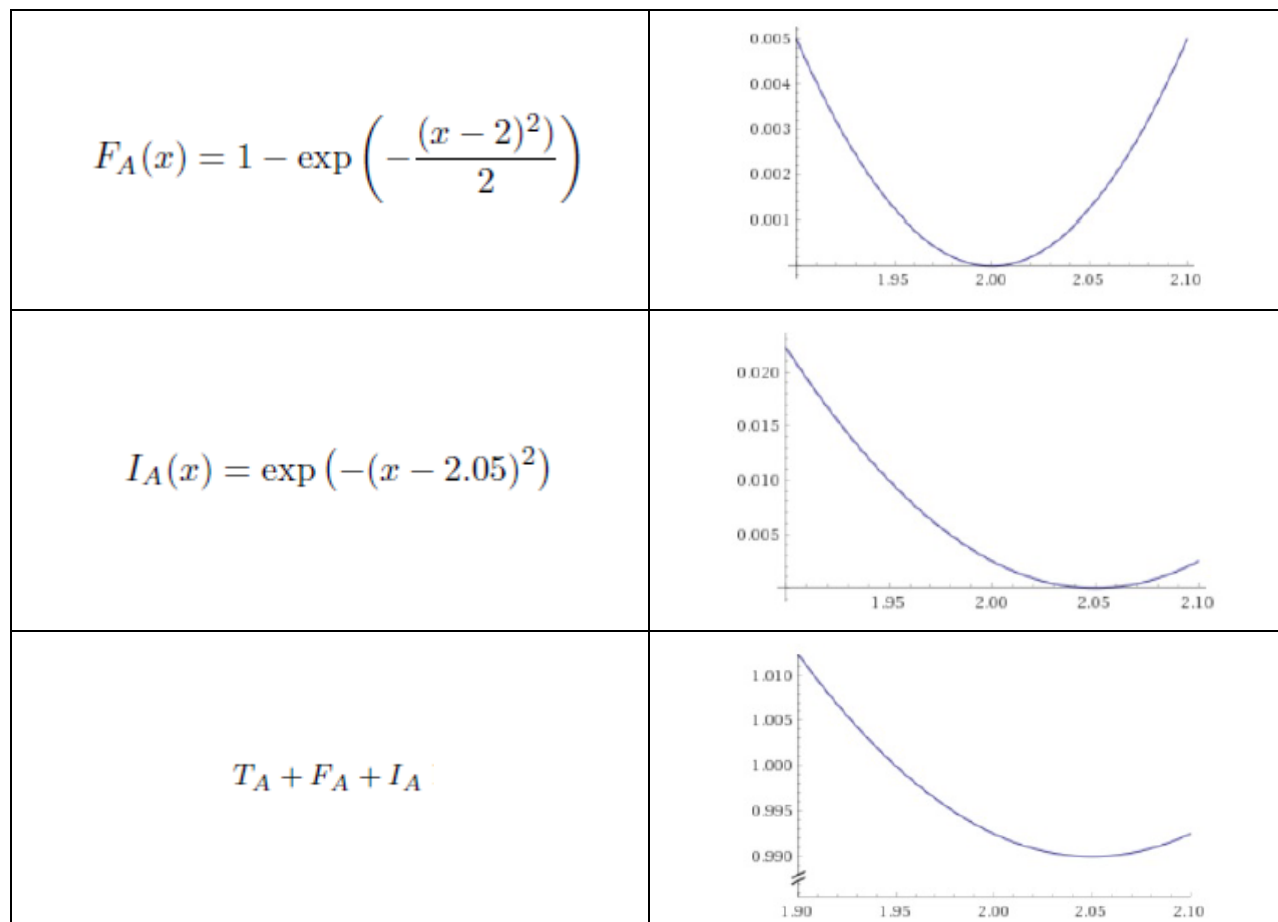 F_A(x) = 1 − exp(−(x − 2)²)/2)
0.005
0.004
0.003
0.002
0.001
1.95 2.00 2.05 2.10
I_A(x) = exp(−(x − 2.05)²)
0.020
0.015
0.010
0.005
1.95 2.00 2.05 2.10
T_A + F_A + I_A
1.010
1.005
1.000
0.995
0.990
1.90 1.95 2.00 2.05 2.10